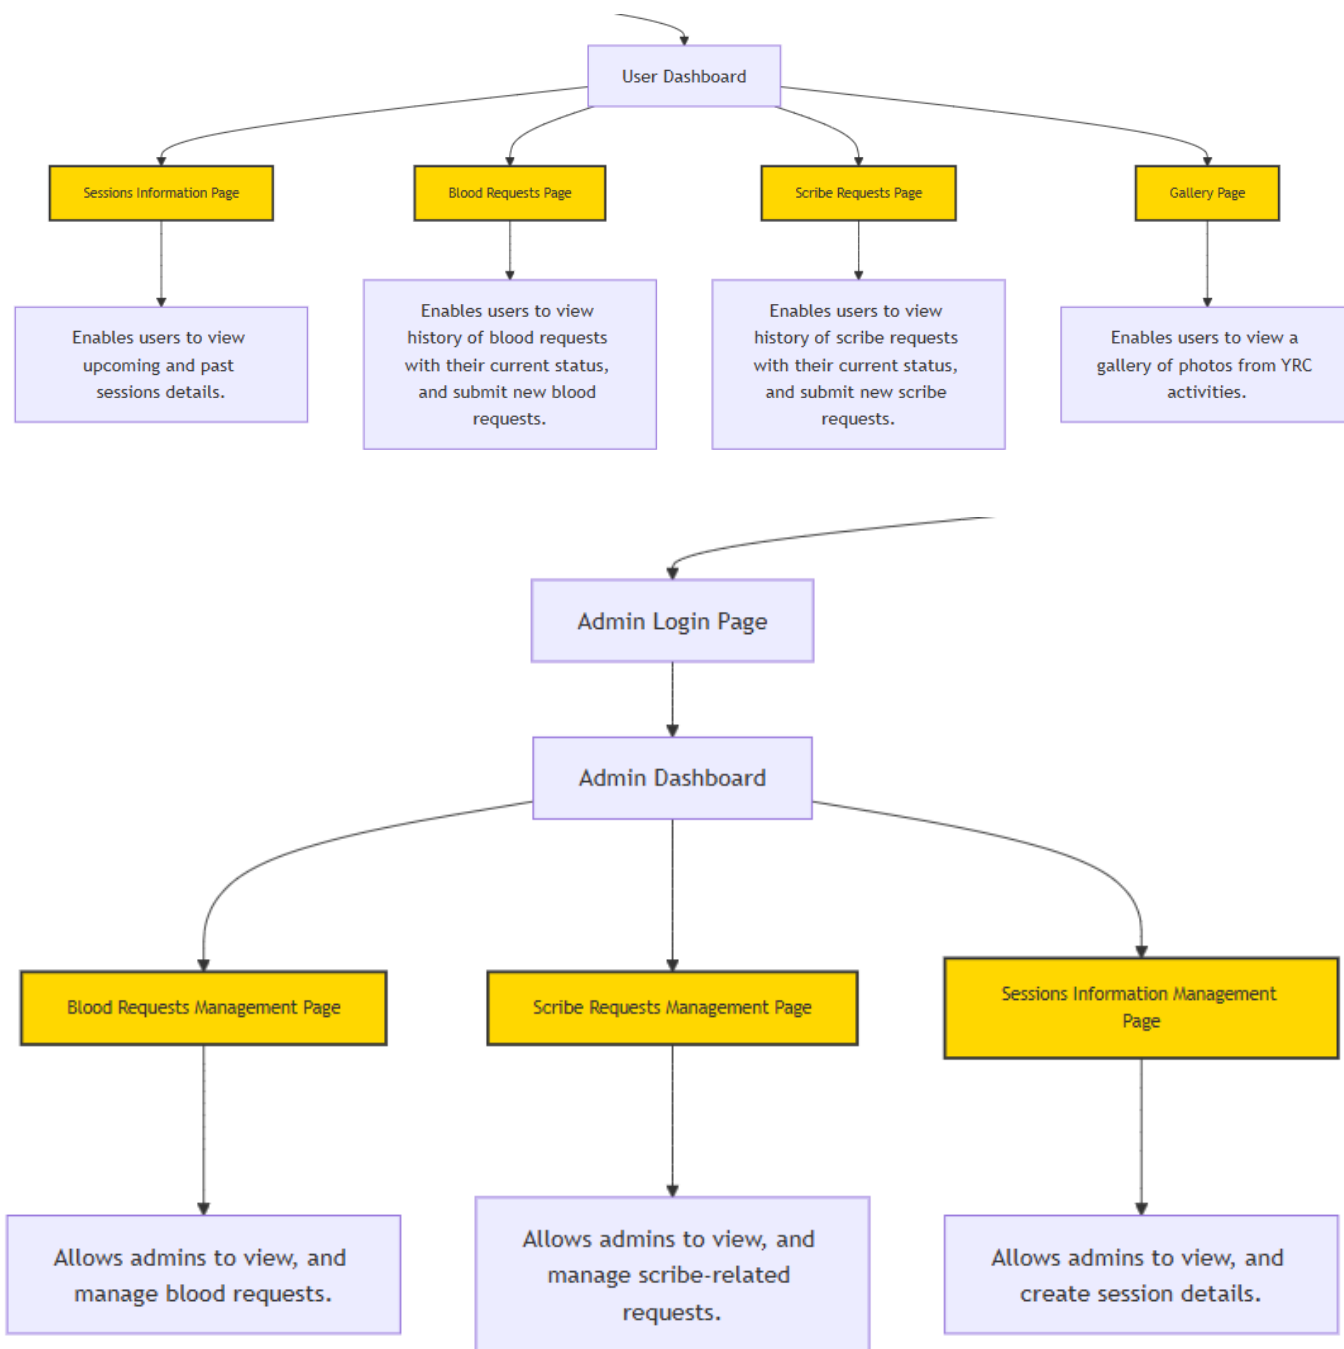 User Dashboard
Sessions Information Page
Blood Requests Page
Scribe Requests Page
Gallery Page
Enables users to view
upcoming and past
sessions details.
Enables users to view
history of blood requests
with their current status,
and submit new blood
requests.
Enables users to view
history of scribe requests
with their current status,
and submit new scribe
requests.
Enables users to view a
gallery of photos from YRC
activities.
Admin Login Page
Admin Dashboard
Blood Requests Management Page
Scribe Requests Management Page
Sessions Information Management
Page
Allows admins to view, and
manage blood requests.
Allows admins to view, and
manage scribe-related
requests.
Allows admins to view, and
create session details.